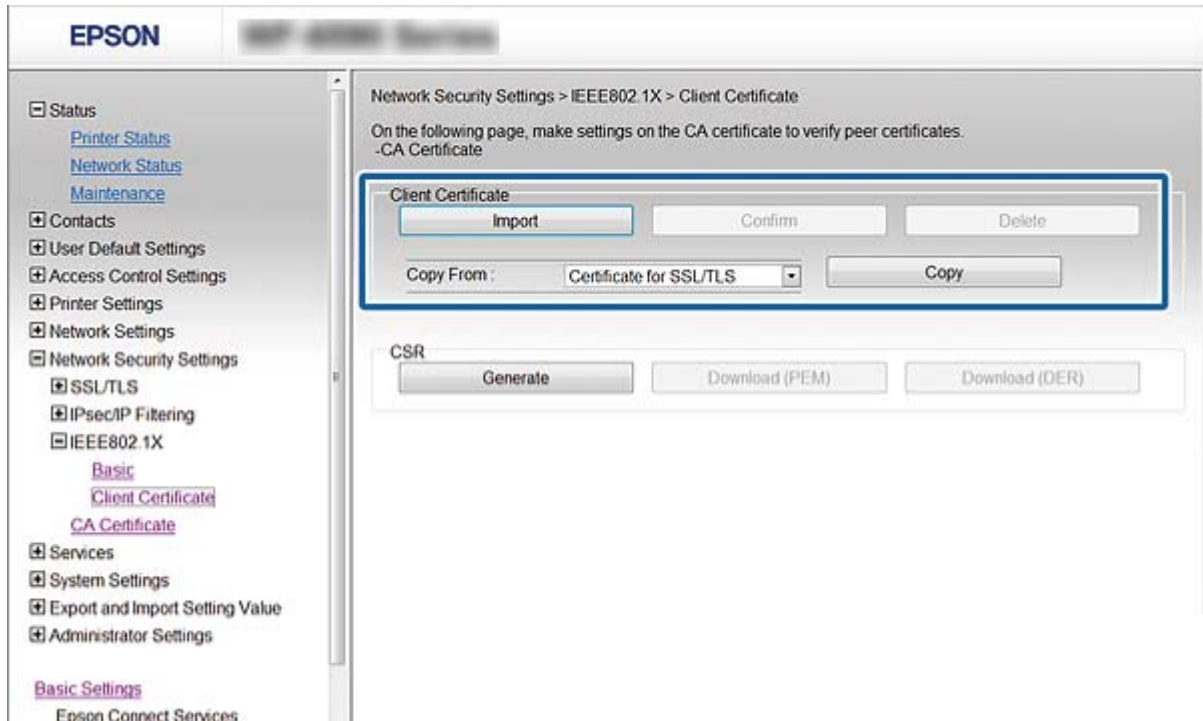 EPSON
Status
Printer Status
Network Status
Maintenance
Contacts
User Default Settings
Access Control Settings
Printer Settings
Network Settings
Network Security Settings
SSL/TLS
IPsec/IP Filtering
IEEE802.1X
Basic
Client Certificate
CA Certificate
Services
System Settings
Export and Import Setting Value
Administrator Settings
Basic Settings
Epson Connect Services
Network Security Settings > IEEE802.1X > Client Certificate
On the following page, make settings on the CA certificate to verify peer certificates.
-CA Certificate
Client Certificate
Import Confirm Delete
Copy From : Certificate for SSL/TLS Copy
CSR
Generate Download (PEM) Download (DER)